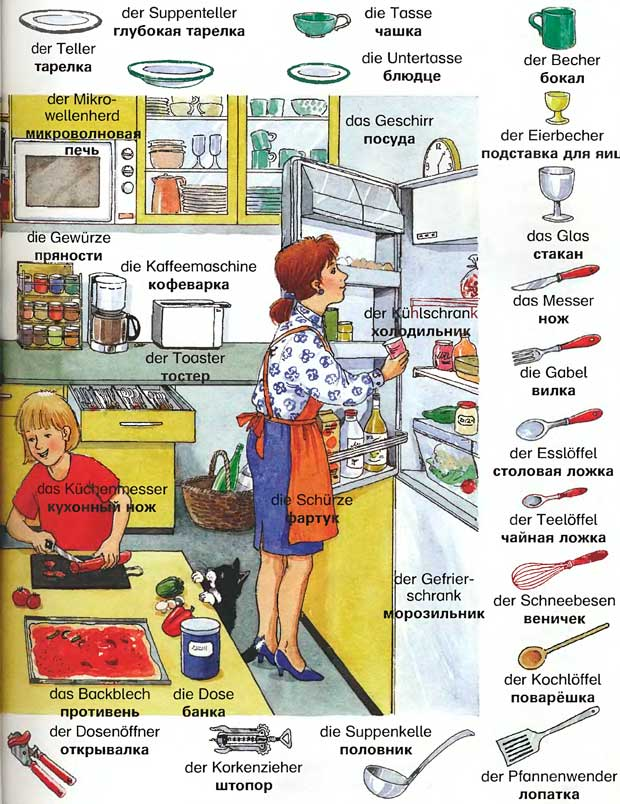 der Suppenteller
глубокая тарелка
die Tasse
чашка
der Teller
тарелка
die Untertasse
блюдце
der Becher
бокал
der Mikro-
wellenherd
микроволновая
печь
das Geschirr
посуда
der Eierbecher
подставка для яиц
das Glas
стакан
die Gewürze
пряности
die Kaffeemaschine
кофеварка
der Kühlschrank
холодильник
das Messer
нож
der Toaster
тостер
die Gabel
вилка
der Esslöffel
столовая ложка
das Küchenmesser
кухонный нож
die Schürze
фартук
der Teelöffel
чайная ложка
der Gefrier-
schrank
морозильник
der Schneebesen
веничек
das Backblech
противень
die Dose
банка
der Kochlöffel
поварёшка
der Dosenöffner
открывалка
der Korkenzieher
штопор
die Suppenkelle
половник
der Pfannenwender
лопатка